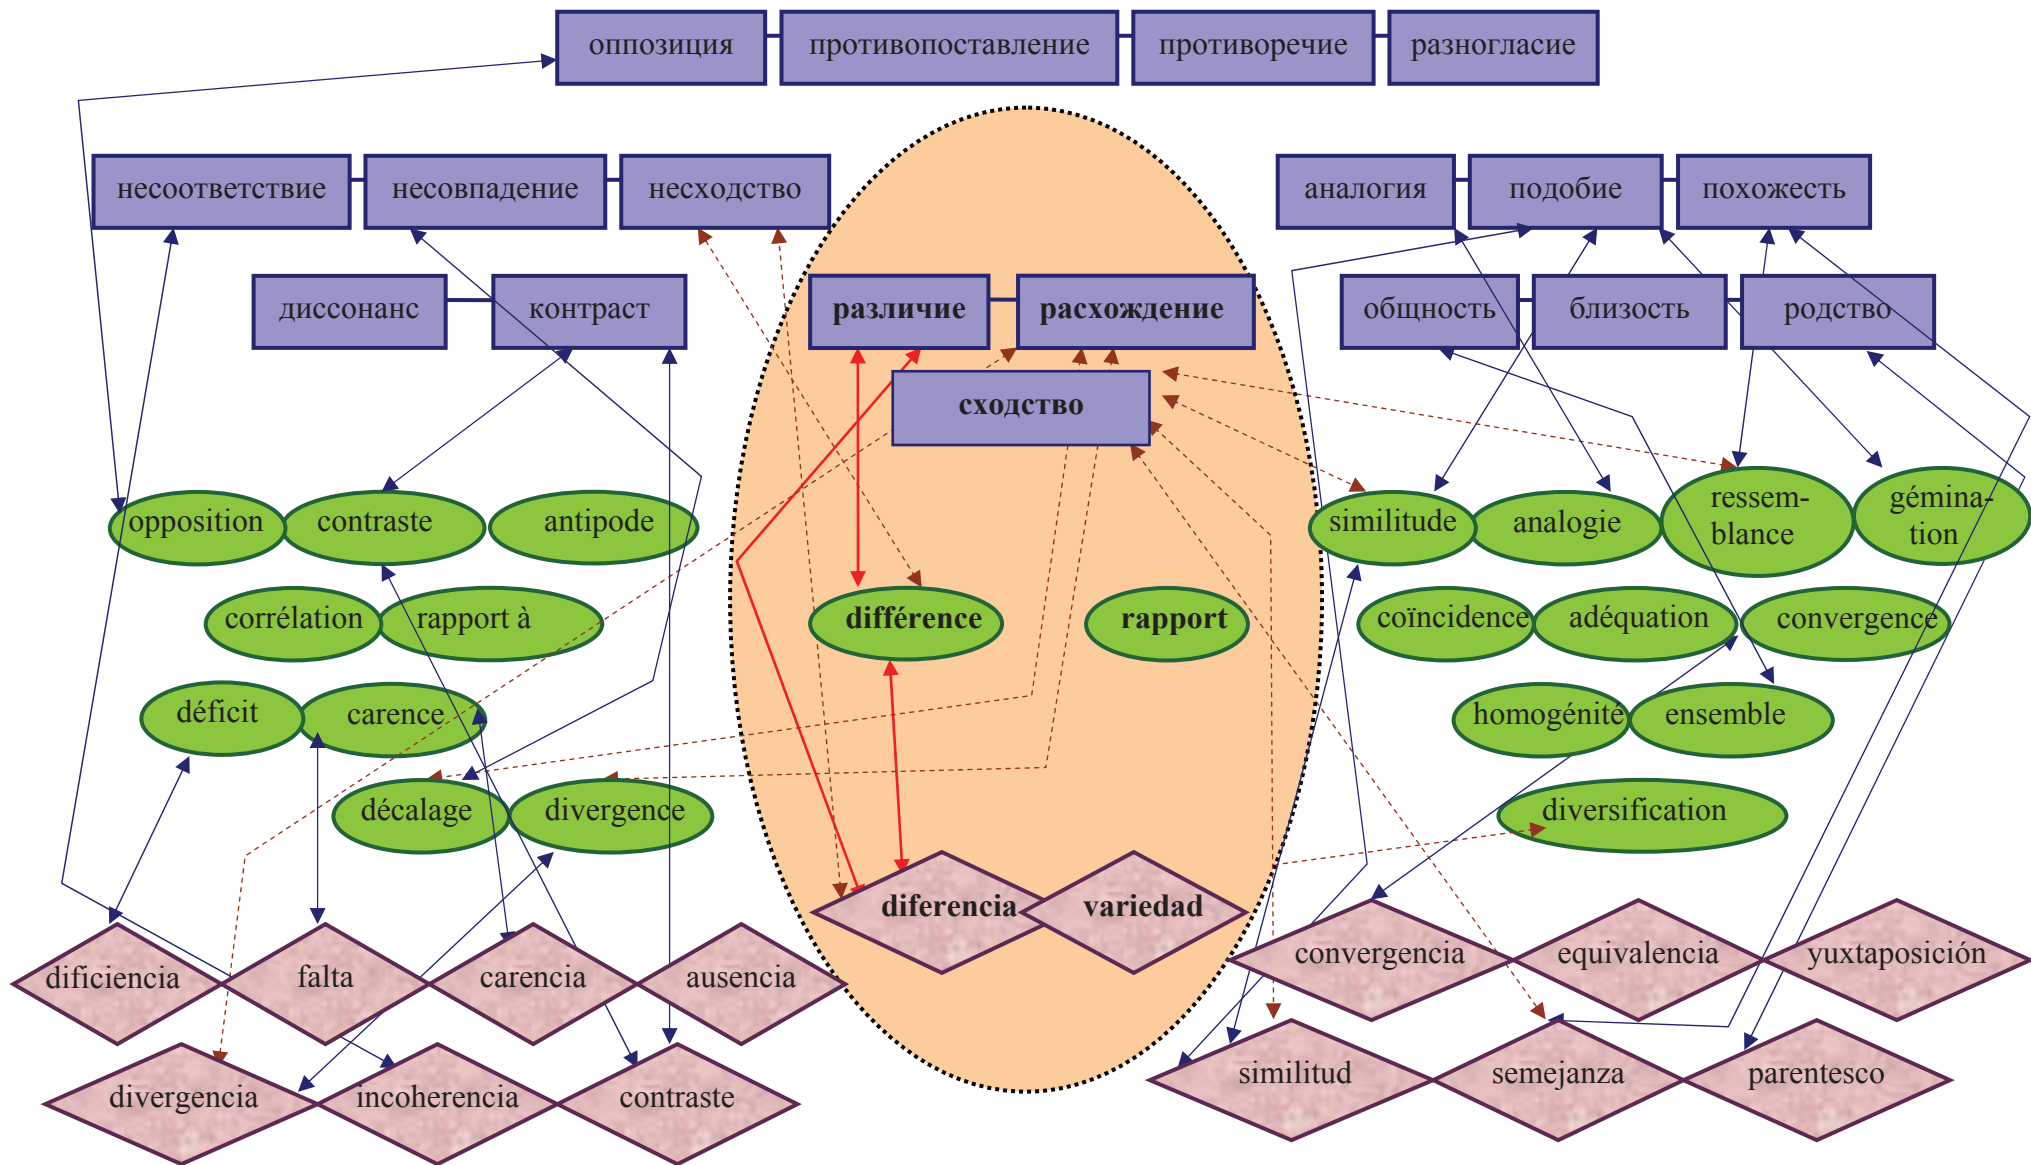 оппозиция противопоставление противоречие разногласие
несоответствие несовпадение несходство аналогия подобие похожесть
диссонанс контраст различие расхождение общность близость родство
сходство
opposition contraste antipode similitude analogie ressem-
blance
gémina-
tion
corrélation rapport à différence rapport coïncidence adéquation convergence
déficit carence homogénité ensemble
décalage divergence diversification
diferencia variedad
dificiencia falta carencia ausencia convergencia equivalencia yuxtaposición
divergencia incoherencia contraste similitud semejanza parentesco